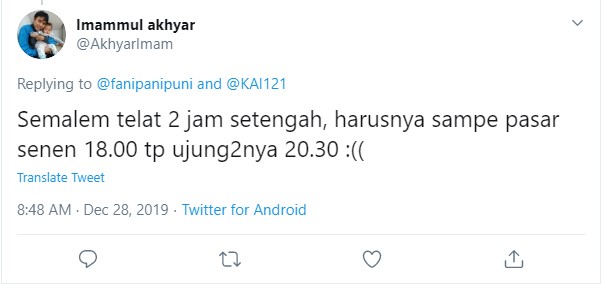 Imammul akhyar
@AkhyarImam
Replying to @fanipanipuni and @KAI121
Semalem telat 2 jam setengah, harusnya sampe pasar
senen 18.00 tp ujung2nya 20.30 :((
Translate Tweet
8:48 AM · Dec 28, 2019 · Twitter for Android